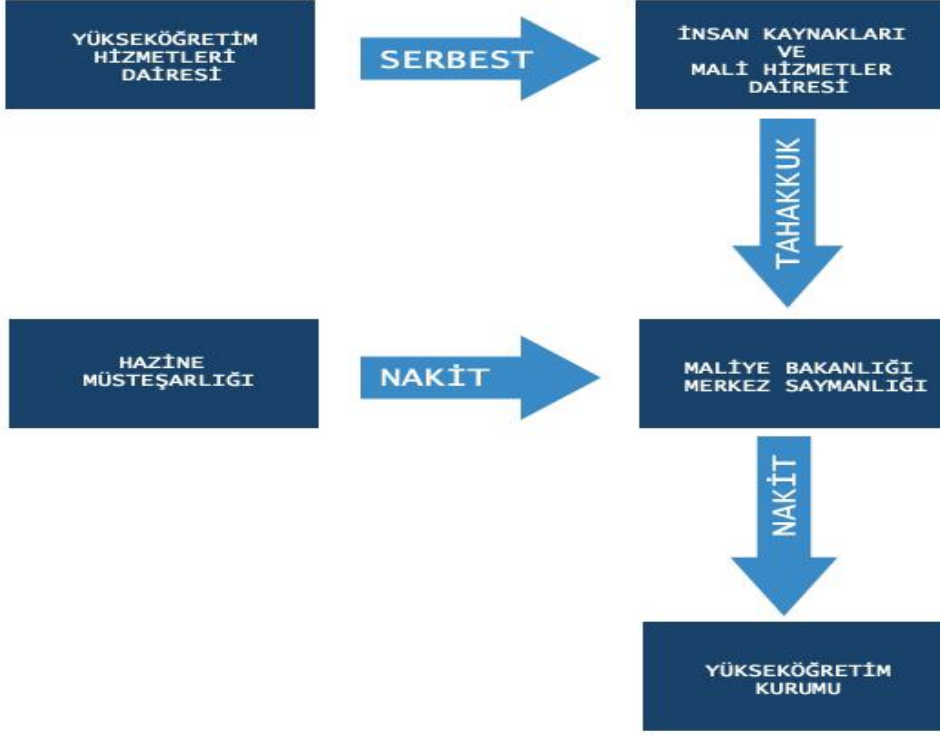 YÜKSEKÖĞRETİM
HİZMETLERİ
DAİRESİ
SERBEST
İNSAN KAYNAKLARI
VE
MALİ HİZMETLER
DAİRESİ
TAHAKKUK
HAZİNE
MÜSTEŞARLIĞI
NAKİT
MALİYE BAKANLIĞI
MERKEZ SAYMANLIĞI
NAKİT
YÜKSEKÖĞRETİM
KURUMU